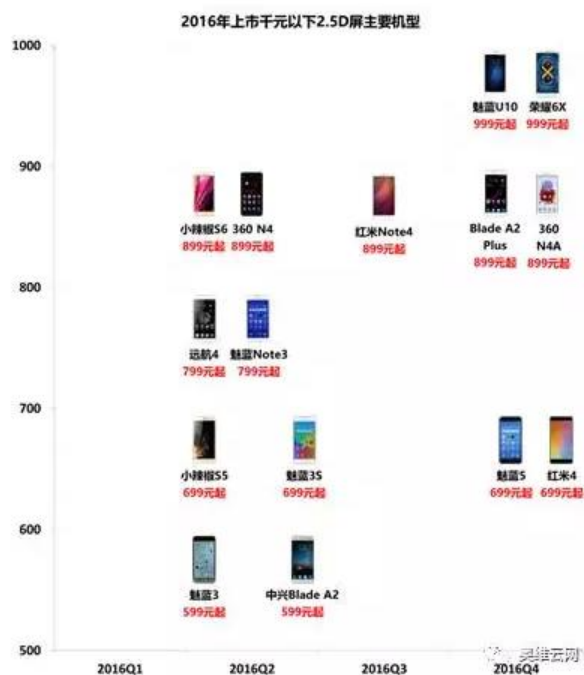 2016年上市千元以下2.5D屏主要机型
1000
魅蓝U10 荣耀6X
999元起 999元起
900
小辣椒S6 360 N4 红米Note4 Blade A2 Plus 360 N4A
899元起 899元起 899元起 899元起 899元起
800
远航4 魅蓝Note3
799元起 799元起
700
小辣椒S5 魅蓝3S 魅蓝5 红米4
699元起 699元起 699元起 699元起
600
魅蓝3 中兴Blade A2
599元起 599元起
500
2016Q1 2016Q2 2016Q3 2016Q4
奥维云网